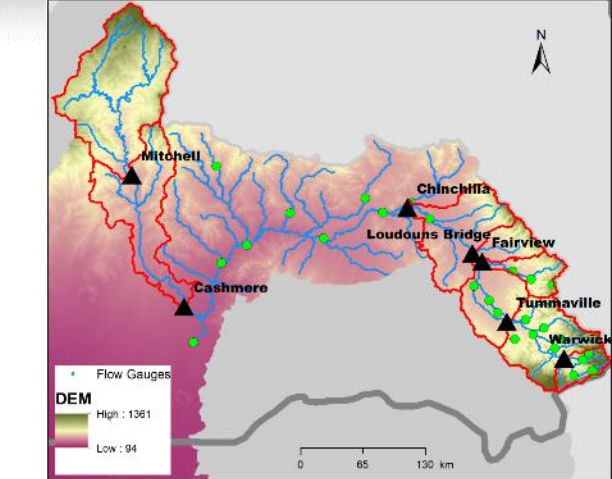 N
Mitchell
Chinchilla
Loudouns Bridge
Fairview
Cashmere
Tummaville
Warwick
Flow Gauges
DEM
High : 1361
Low : 94
0 65 130 km